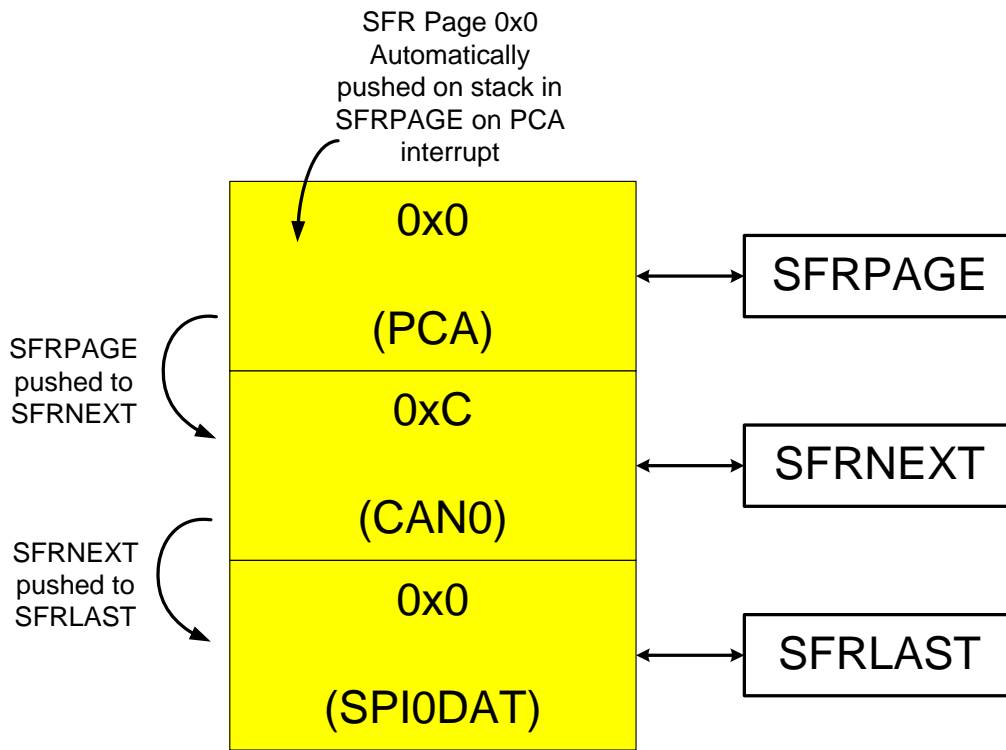 SFR Page 0x0
Automatically
pushed on stack in
SFRPAGE on PCA
interrupt
0x0
(PCA)
SFRPAGE
SFRPAGE
pushed to
SFRNEXT
0xC
(CAN0)
SFRNEXT
SFRNEXT
pushed to
SFRLAST
0x0
(SPI0DAT)
SFRLAST